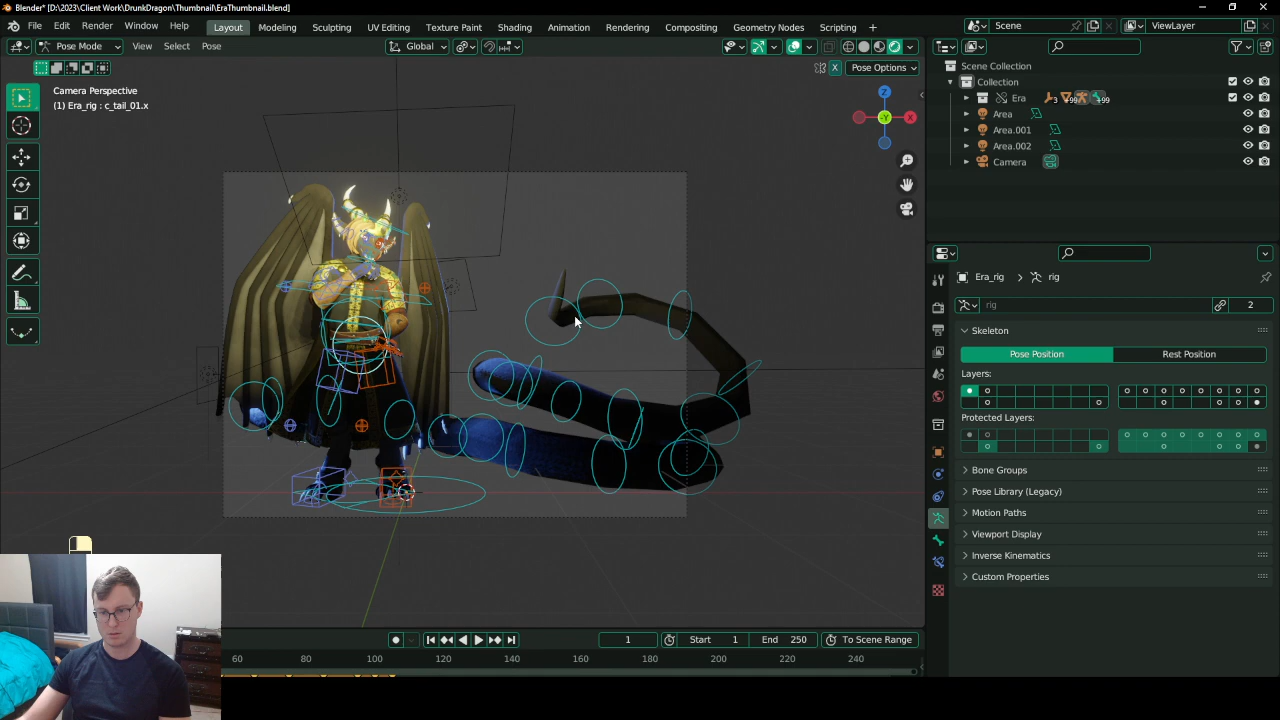 Blender* [D:\2023\Client Work\DrunkDragon\Thumbnail\EraThumbnail.blend]
File Edit Render Window Help Layout Modeling Sculpting UV Editing Texture Paint Shading Animation Rendering Compositing Geometry Nodes Scripting + Scene ViewLayer
Pose Mode View Select Pose Global
X Pose Options
Camera Perspective
(1) Era_rig : c_tail_01.x
Z
X
-Y
Scene Collection
Collection
Era 3 +99 +99
Area
Area.001
Area.002
Camera
Era_rig rig
rig 2
Skeleton
Pose Position Rest Position
Layers:
Protected Layers:
Bone Groups
Pose Library (Legacy)
Motion Paths
Viewport Display
Inverse Kinematics
Custom Properties
1 Start 1 End 250 To Scene Range
60 80 100 120 140 160 180 200 220 240